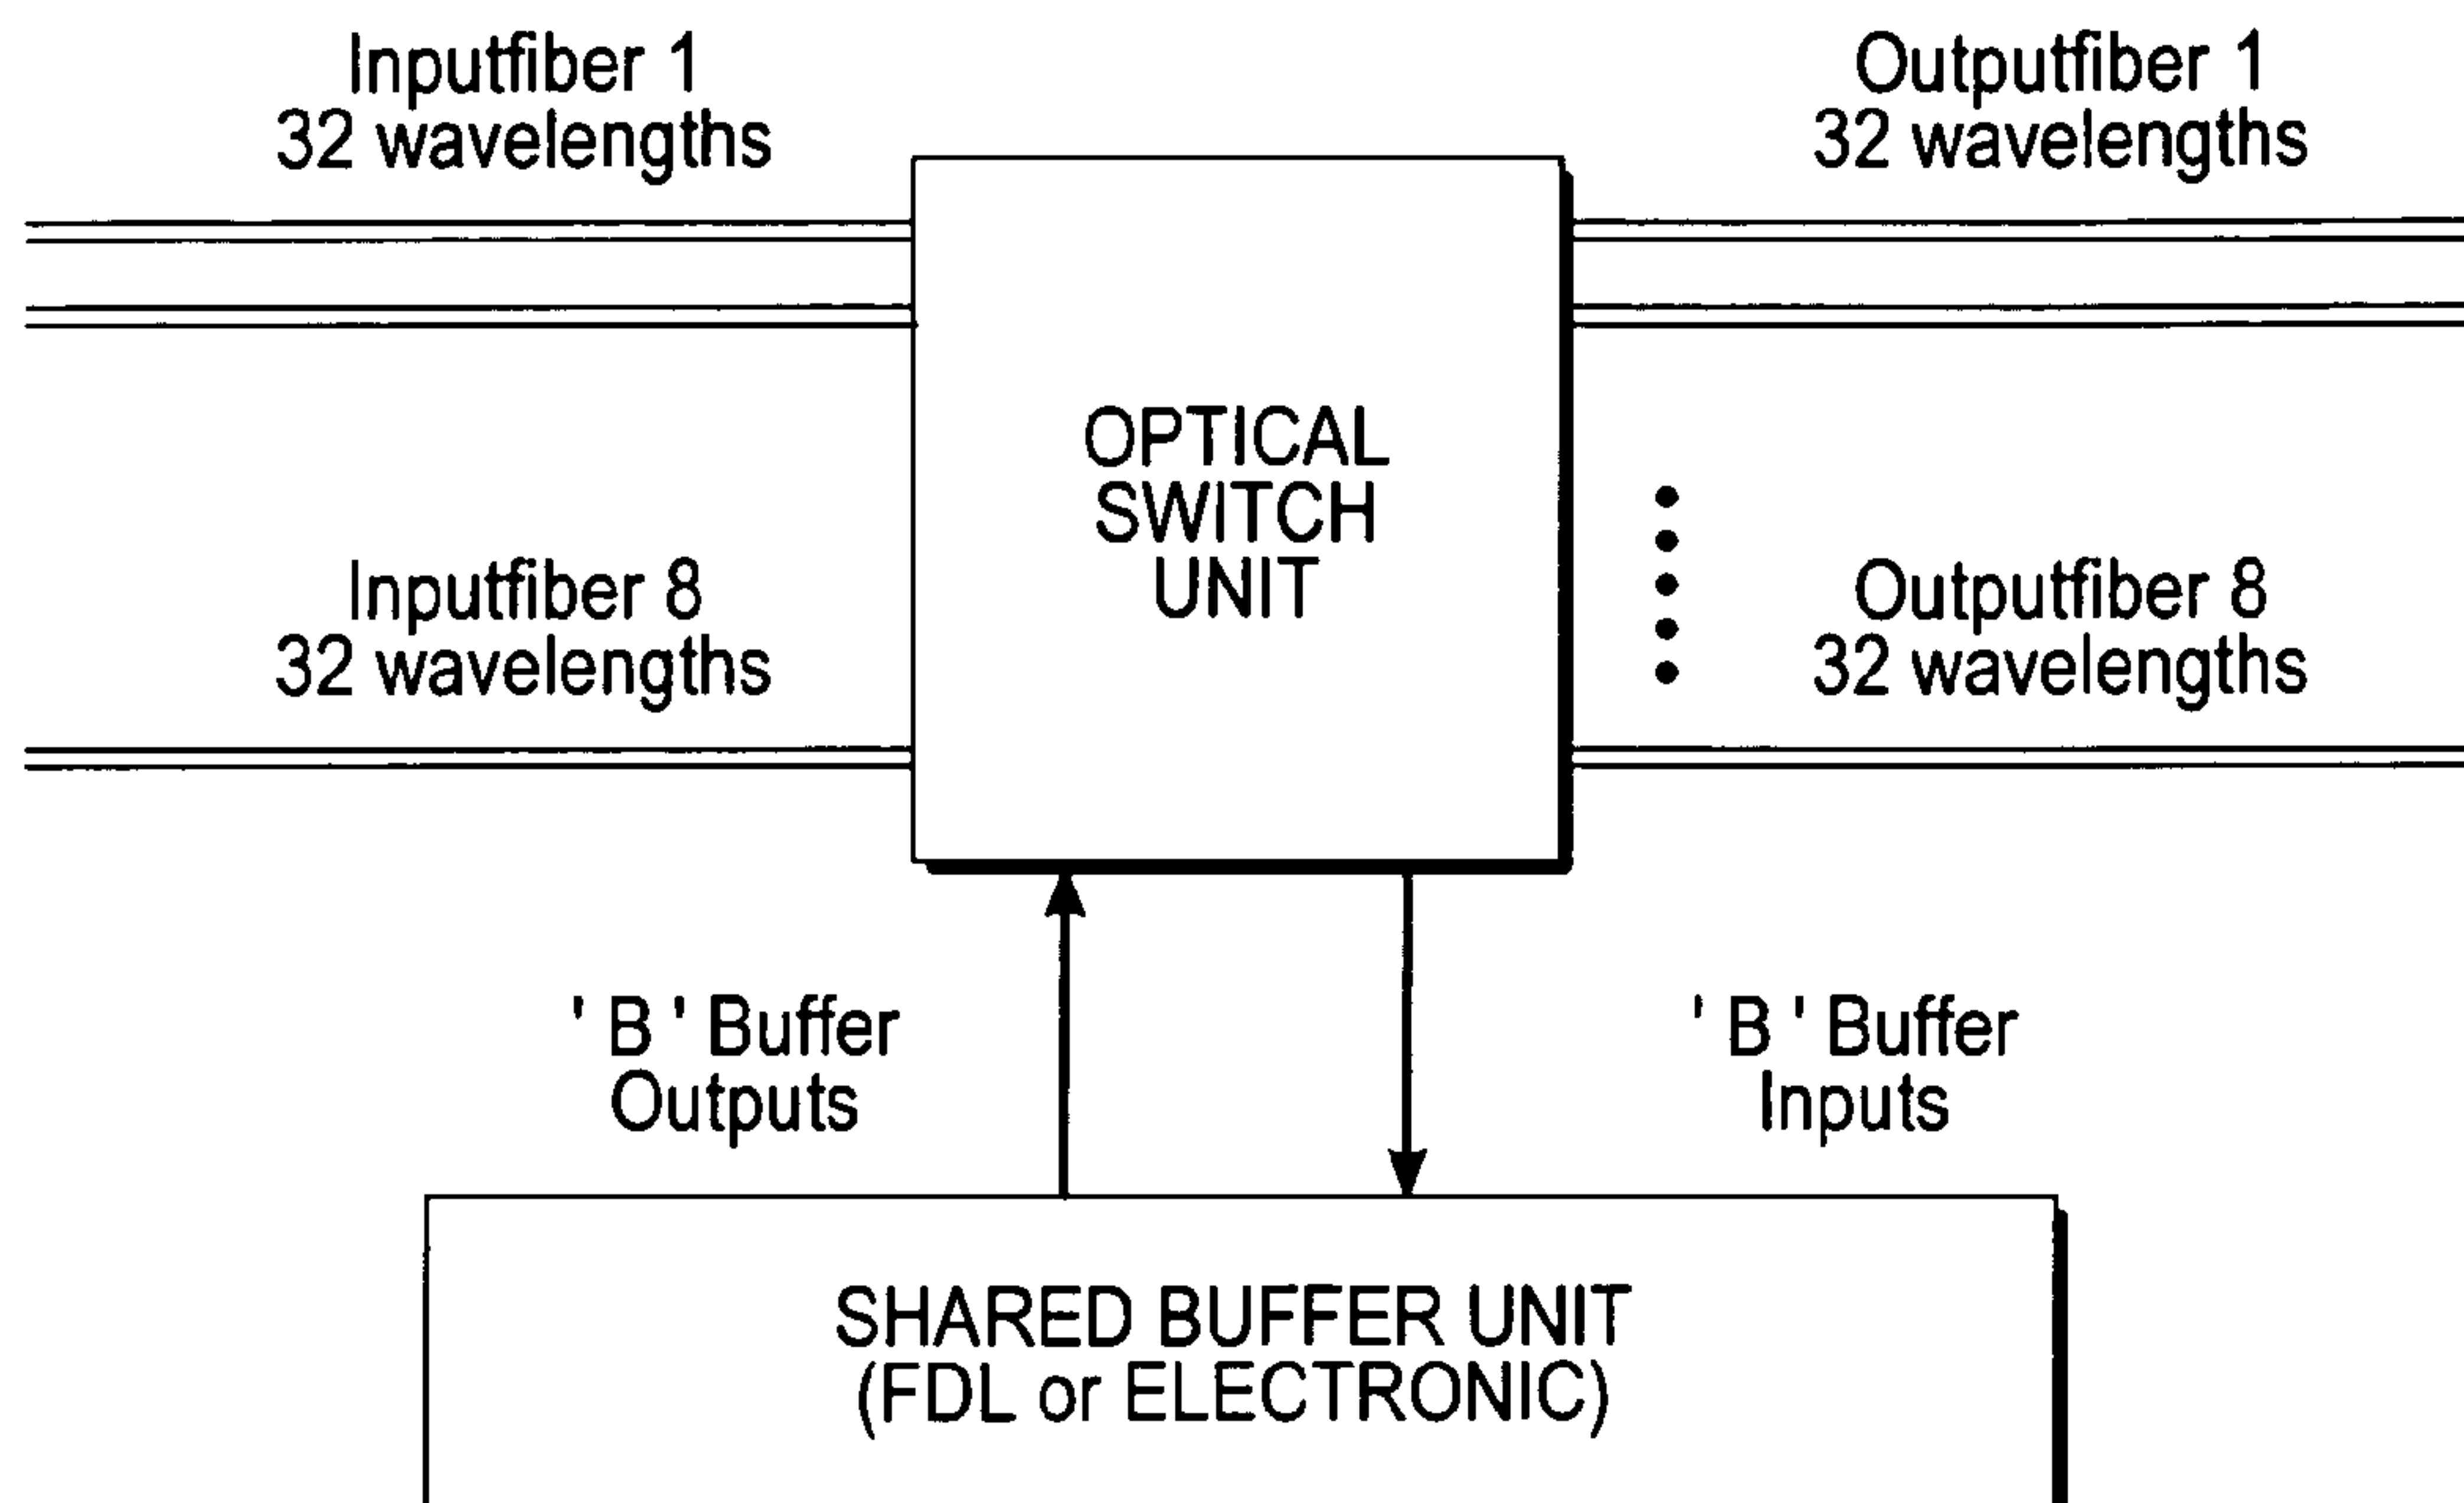 Inputfiber 1
32 wavelengths
Outputfiber 1
32 wavelengths
OPTICAL
SWITCH
UNIT
Inputfiber 8
32 wavelengths
Outputfiber 8
32 wavelengths
' B ' Buffer
Outputs
' B ' Buffer
Inputs
SHARED BUFFER UNIT
(FDL or ELECTRONIC)